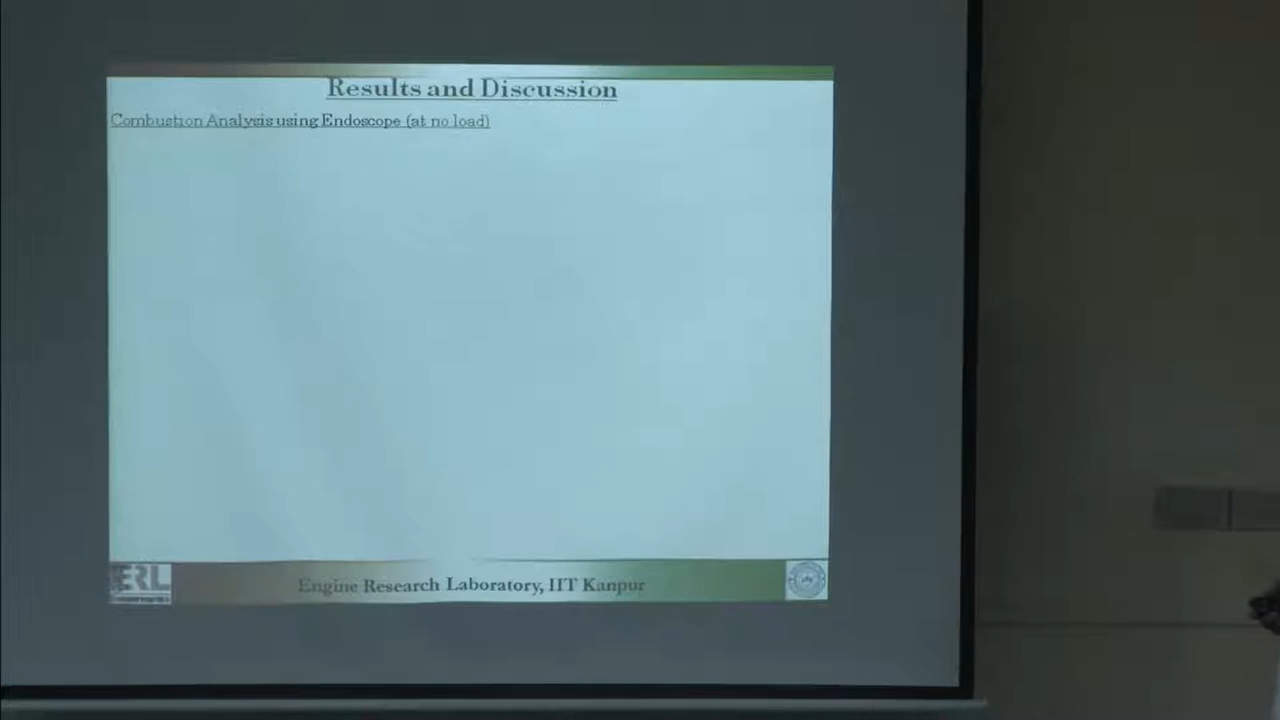 Results and Discussion
Combustion Analysis using Endoscope (at no load)
ERL
Engine Research Laboratory, IIT Kanpur